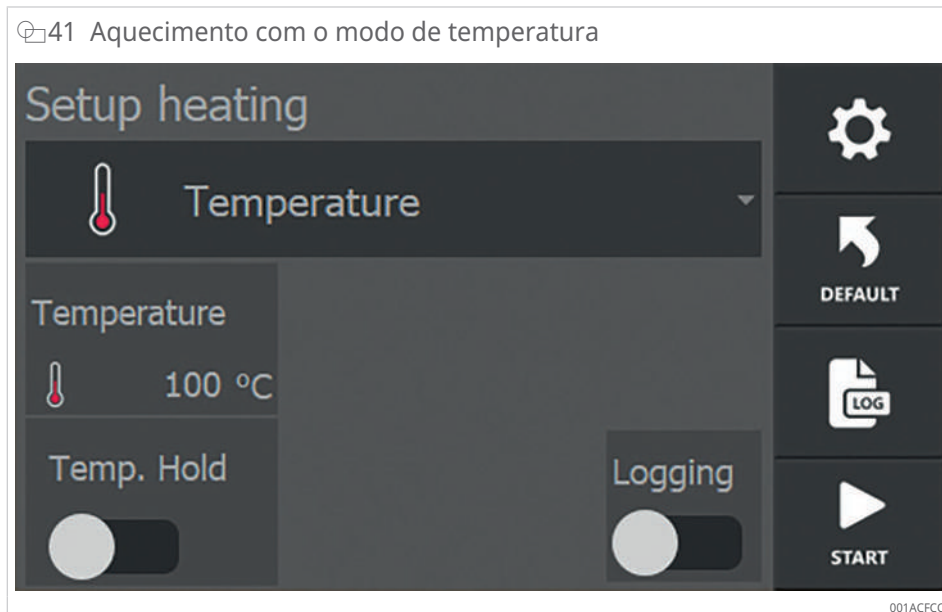 41 Aquecimento com o modo de temperatura
Setup heating
Temperature
DEFAULT
Temperature
100 °C
LOG
Temp. Hold
Logging
START
001ACFCC